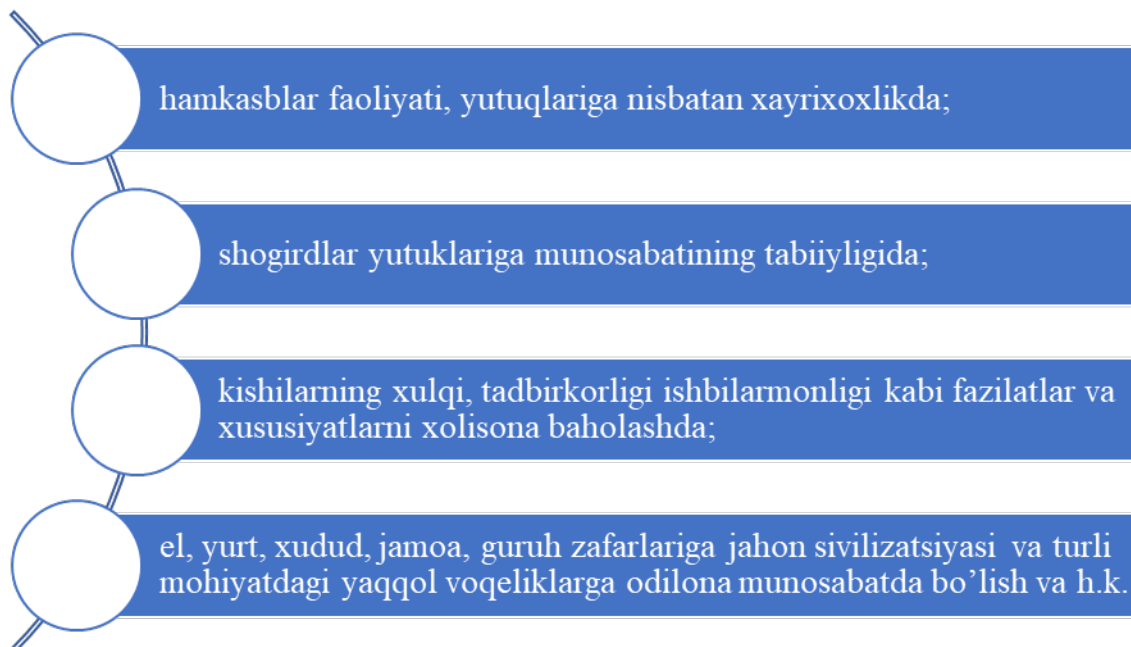 hamkasblar faoliyati, yutuqlariga nisbatan xayrixoxlikda;
shogirdlar yutuklariga munosabatining tabiiyligida;
kishilarning xulqi, tadbirkorligi ishbilarmonligi kabi fazilatlar va
xususiyatlarni xolisona baholashda;
el, yurt, xudud, jamoa, guruh zafarlariga jahon sivilizatsiyasi va turli
mohiyatdagi yaqqol voqeliklarga odilona munosabatda bo’lish va h.k.